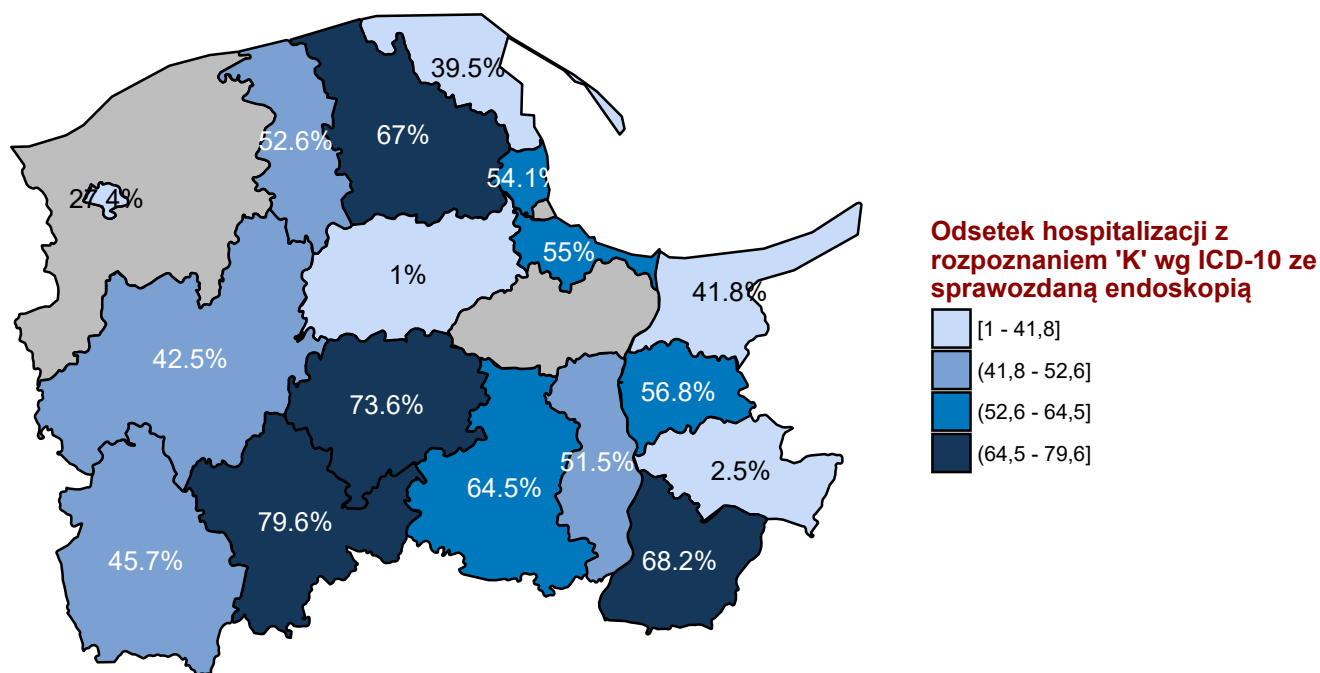 39.5%
52.6%
67%
54.1%
27.4%
55%
1%
41.8%
42.5%
73.6%
56.8%
51.5%
2.5%
64.5%
79.6%
45.7%
68.2%
Odsetek hospitalizacji z
rozpoznaniem 'K' wg ICD-10 ze
sprawozdaną endoskopią
[1 - 41,8]
(41,8 - 52,6]
(52,6 - 64,5]
(64,5 - 79,6]